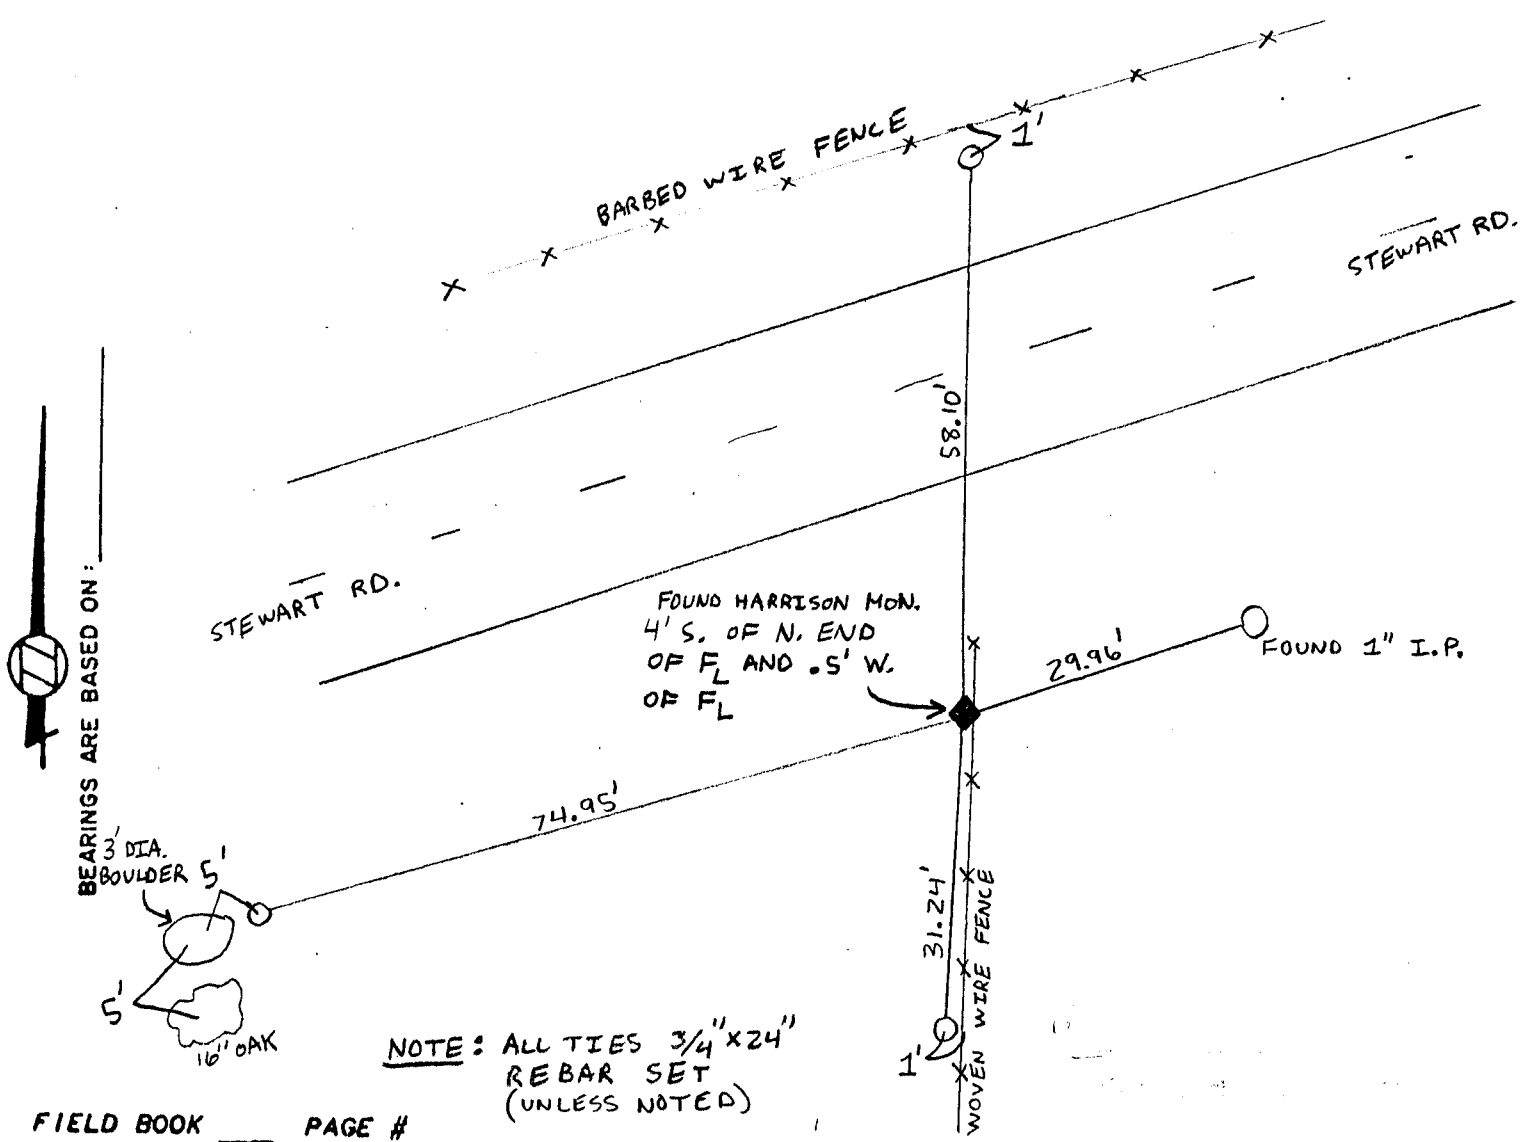 BARBED WIRE FENCE
1'
STEWART RD.
58.10'
BEARINGS ARE BASED ON:
STEWART RD.
FOUND HARRISON MON.
4' S. OF N. END
OF FL AND .5' W.
OF FL
29.96'
FOUND 1" I.P.
74.95'
3' DIA.
BOULDER
5'
5'
16" OAK
31.24'
WOVEN WIRE FENCE
1'
NOTE: ALL TIES 3/4"X24"
REBAR SET
(UNLESS NOTED)
FIELD BOOK ____ PAGE #